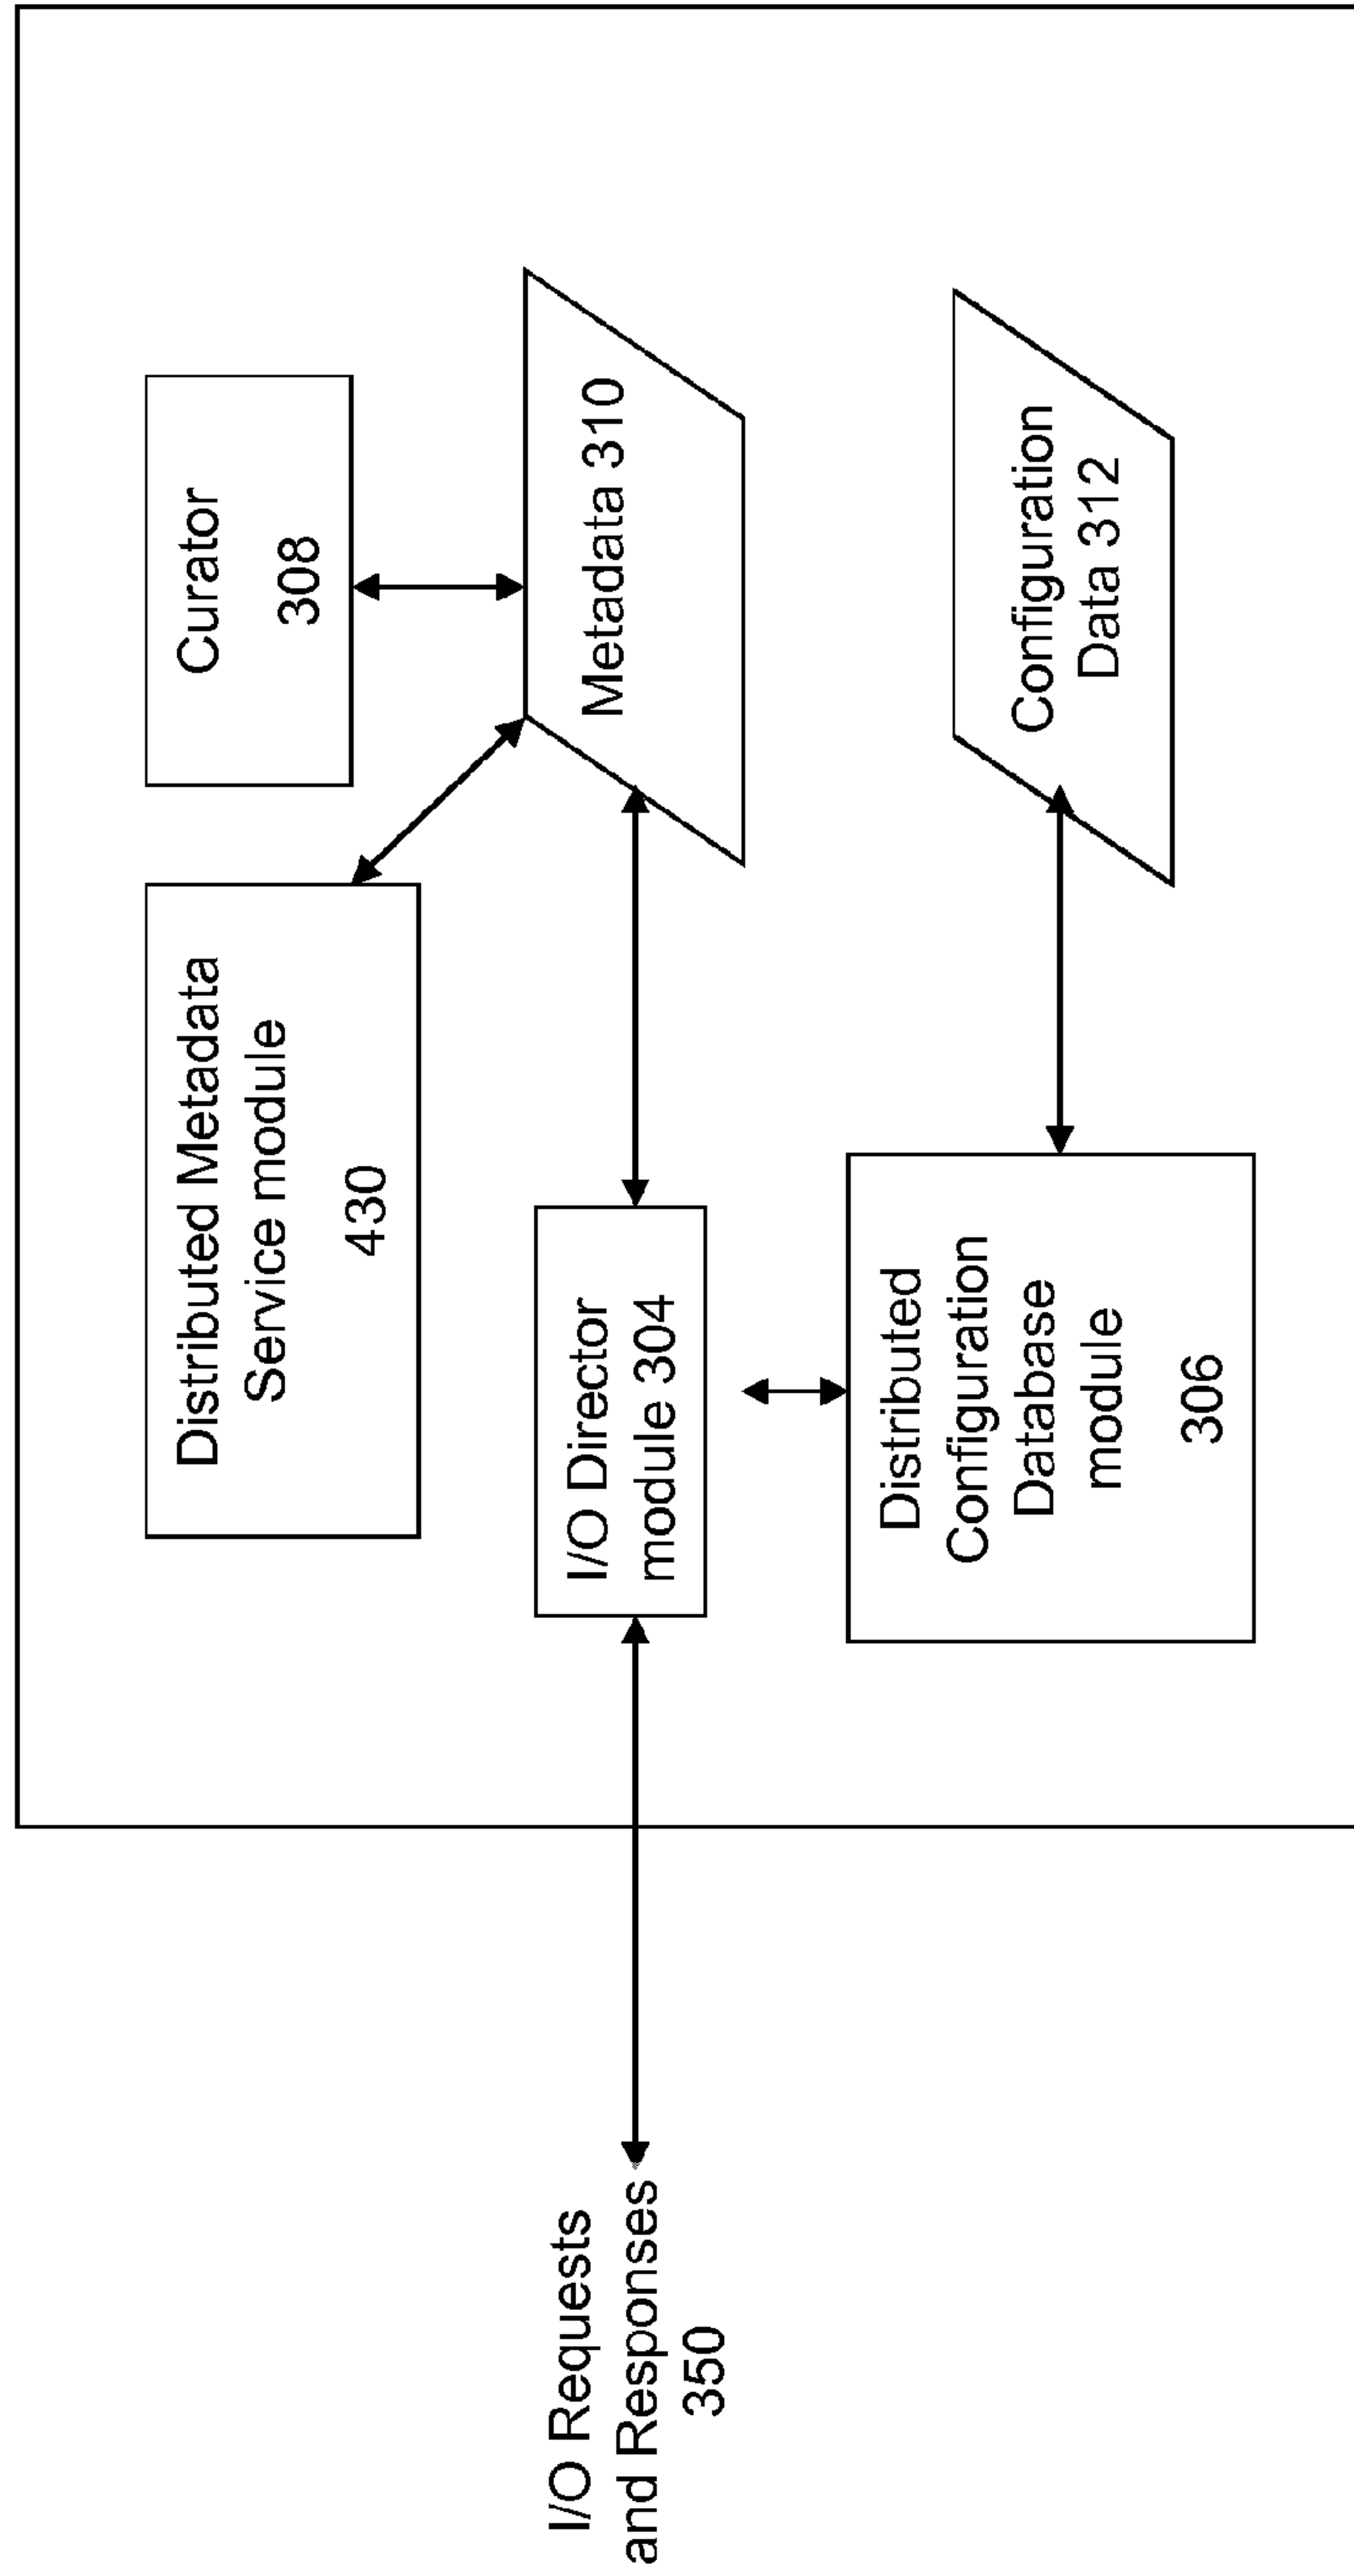 Distributed Metadata
Service module
430
Curator
308
I/O Requests
and Responses
350
I/O Director
module 304
Metadata 310
Distributed
Configuration
Database
module
306
Configuration
Data 312